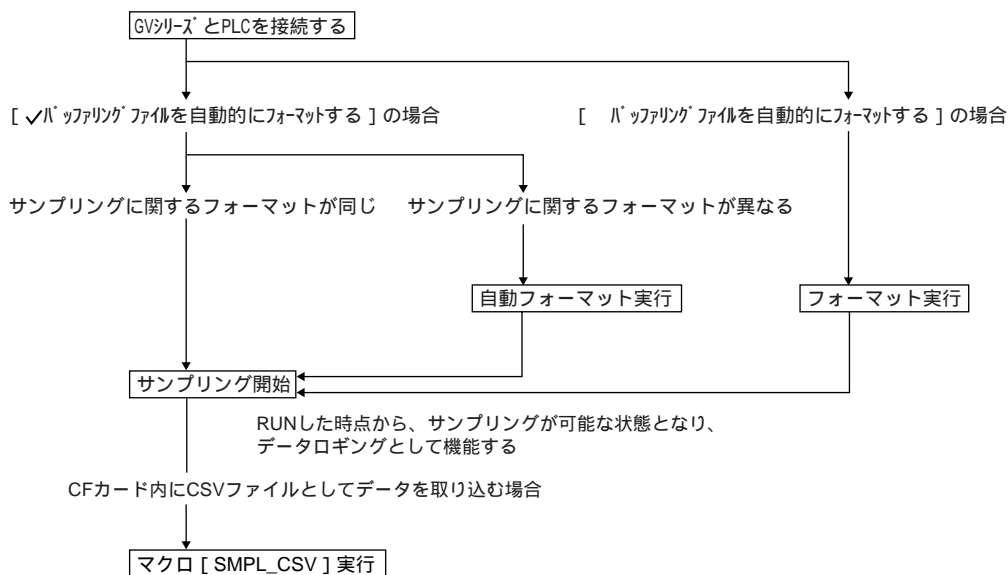 GVｼﾘｰｽﾞとPLCを接続する
[ ✓ﾊﾞｯﾌｧﾘﾝｸﾞﾌｧｲﾙを自動的にﾌｫｰﾏｯﾄする ] の場合
[ ﾊﾞｯﾌｧﾘﾝｸﾞﾌｧｲﾙを自動的にﾌｫｰﾏｯﾄする ] の場合
サンプリングに関するフォーマットが同じ
サンプリングに関するフォーマットが異なる
自動フォーマット実行
フォーマット実行
サンプリング開始
RUNした時点から、サンプリングが可能な状態となり、
データロギングとして機能する
CFカード内にCSVファイルとしてデータを取り込む場合
マクロ [ SMPL_CSV ] 実行